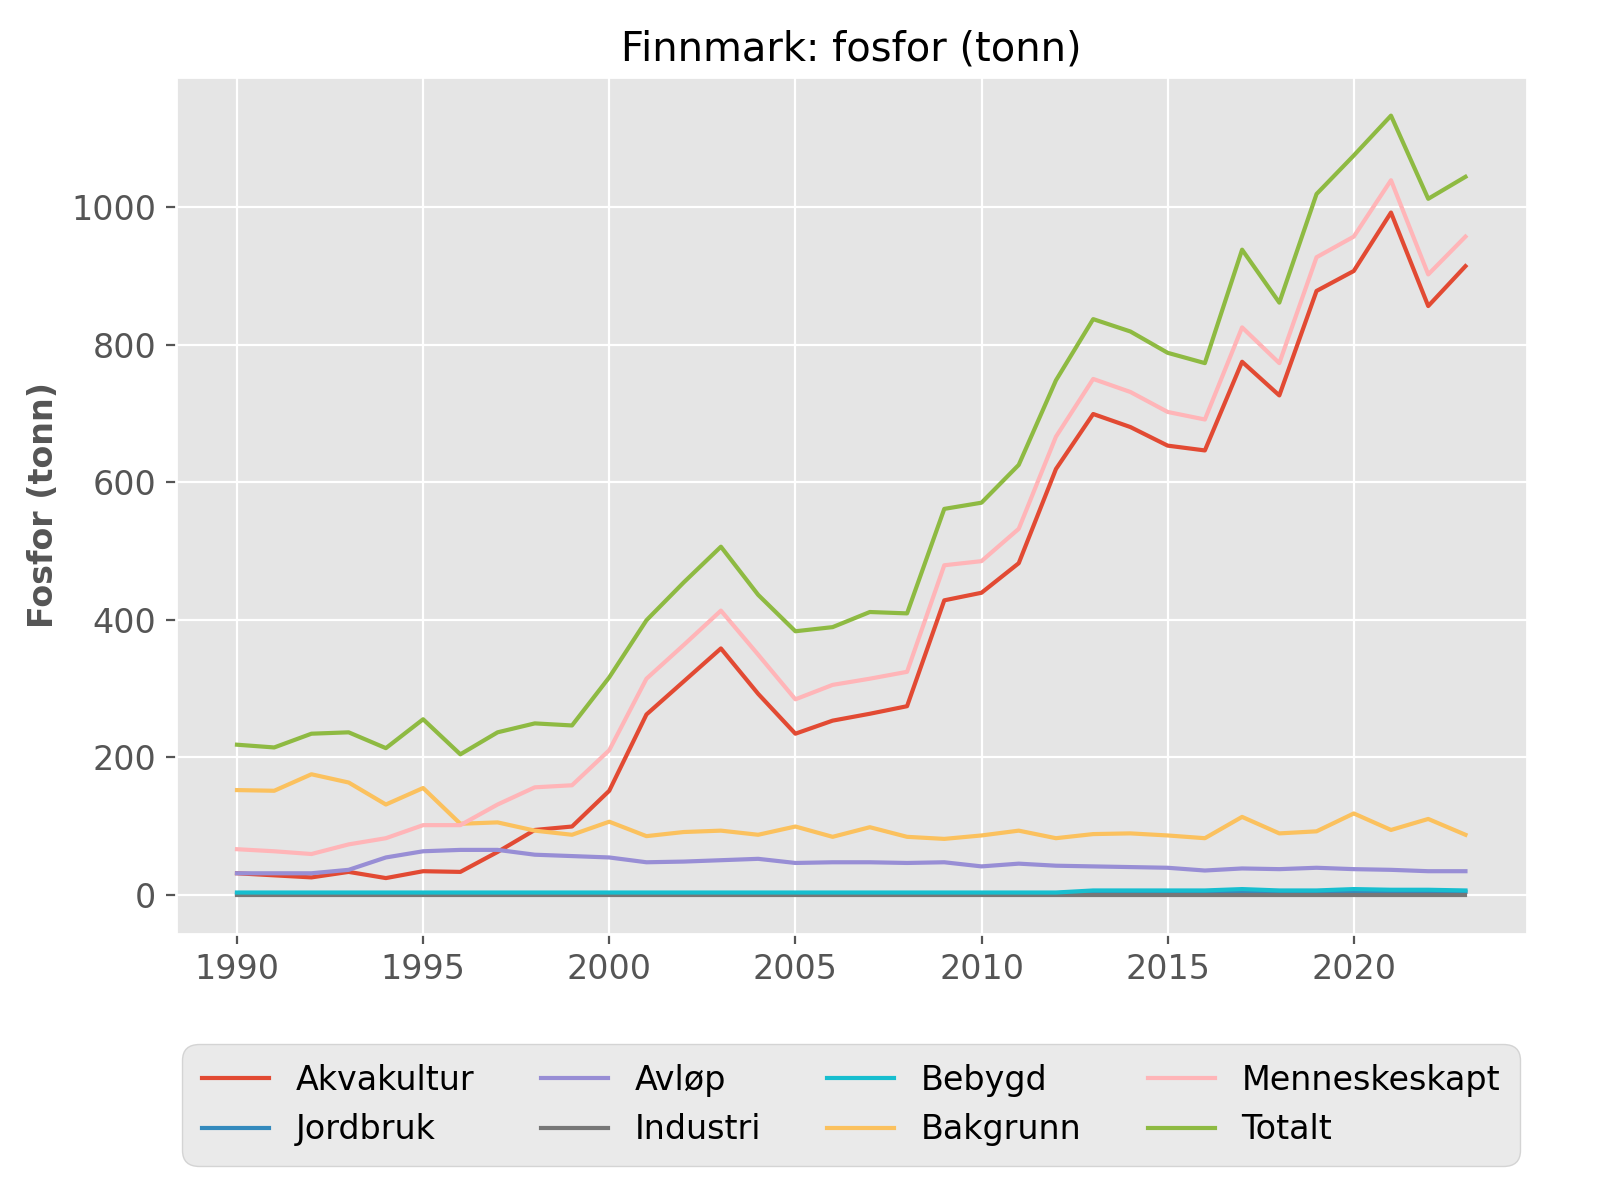 Finnmark: fosfor (tonn)
Fosfor (tonn)
1000
800
600
400
200
0
1990 1995 2000 2005 2010 2015 2020
Akvakultur Avløp Bebygd Menneskeskapt
Jordbruk Industri Bakgrunn Totalt